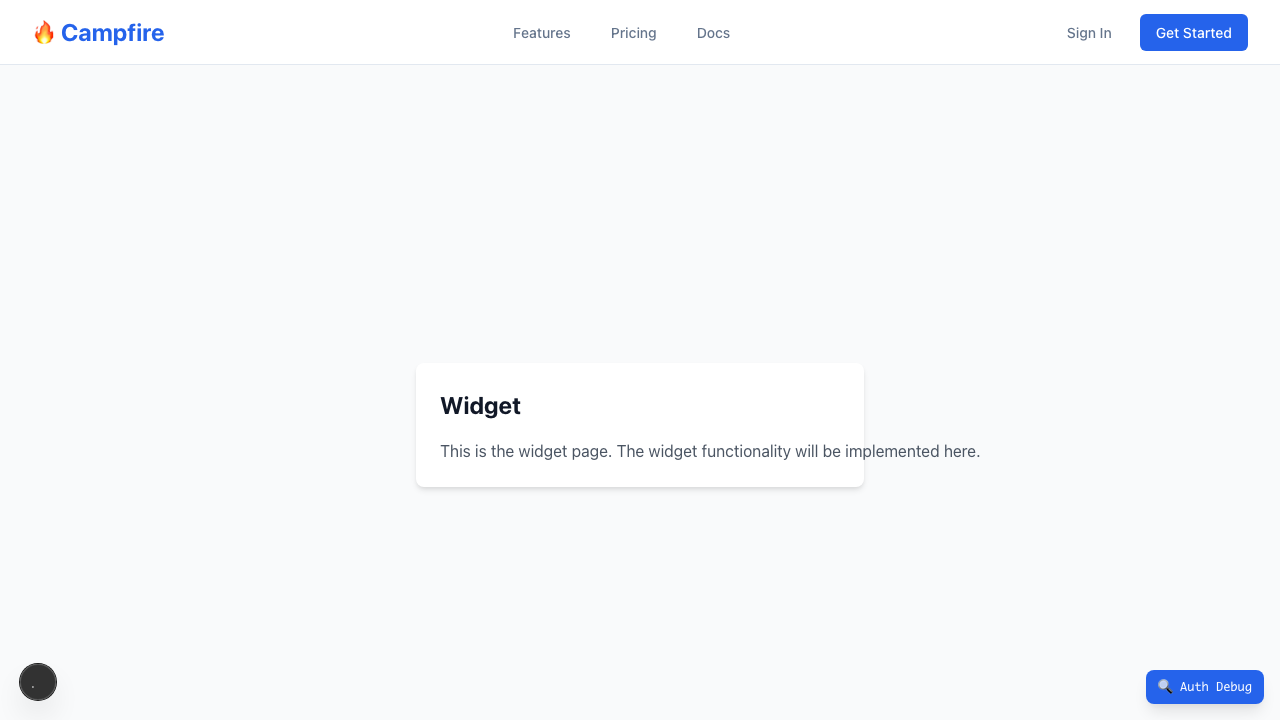 🔥 Campfire
Features
Pricing
Docs
Sign In
Get Started
Widget
This is the widget page. The widget functionality will be implemented here.
🔍 Auth Debug